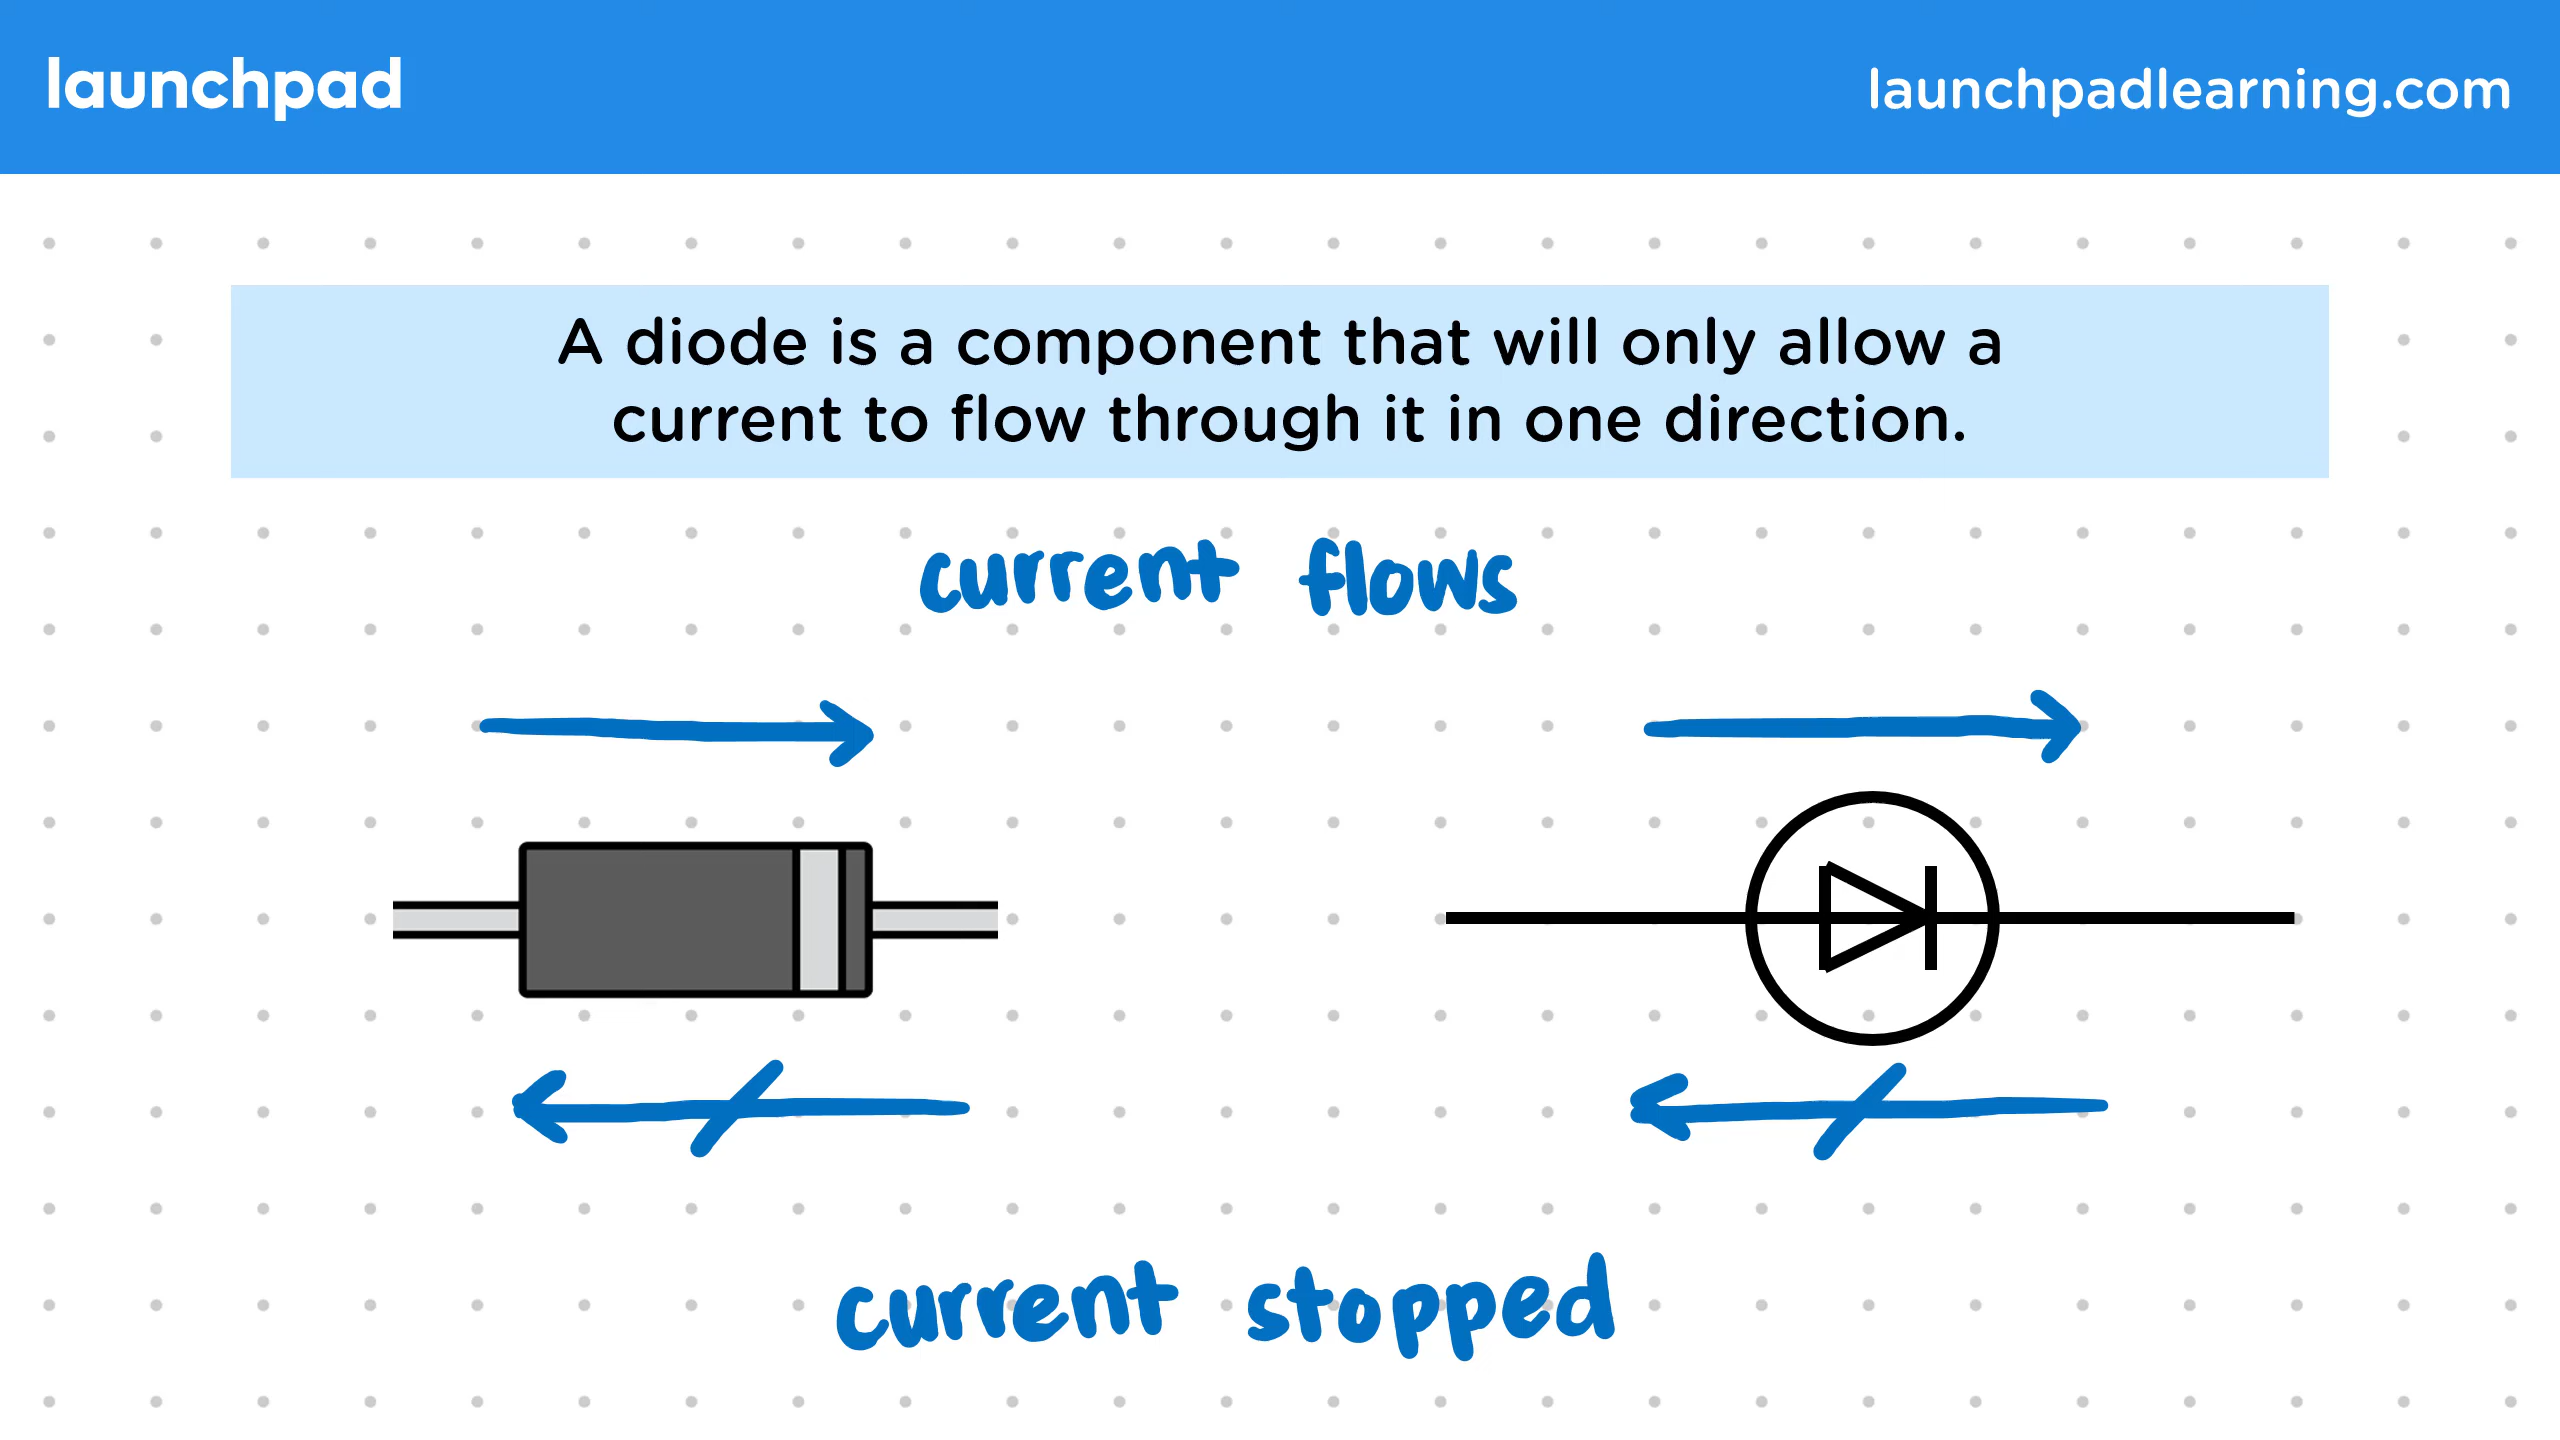 launchpad
launchpadlearning.com
A diode is a component that will only allow a
current to flow through it in one direction.
current flows
current stopped